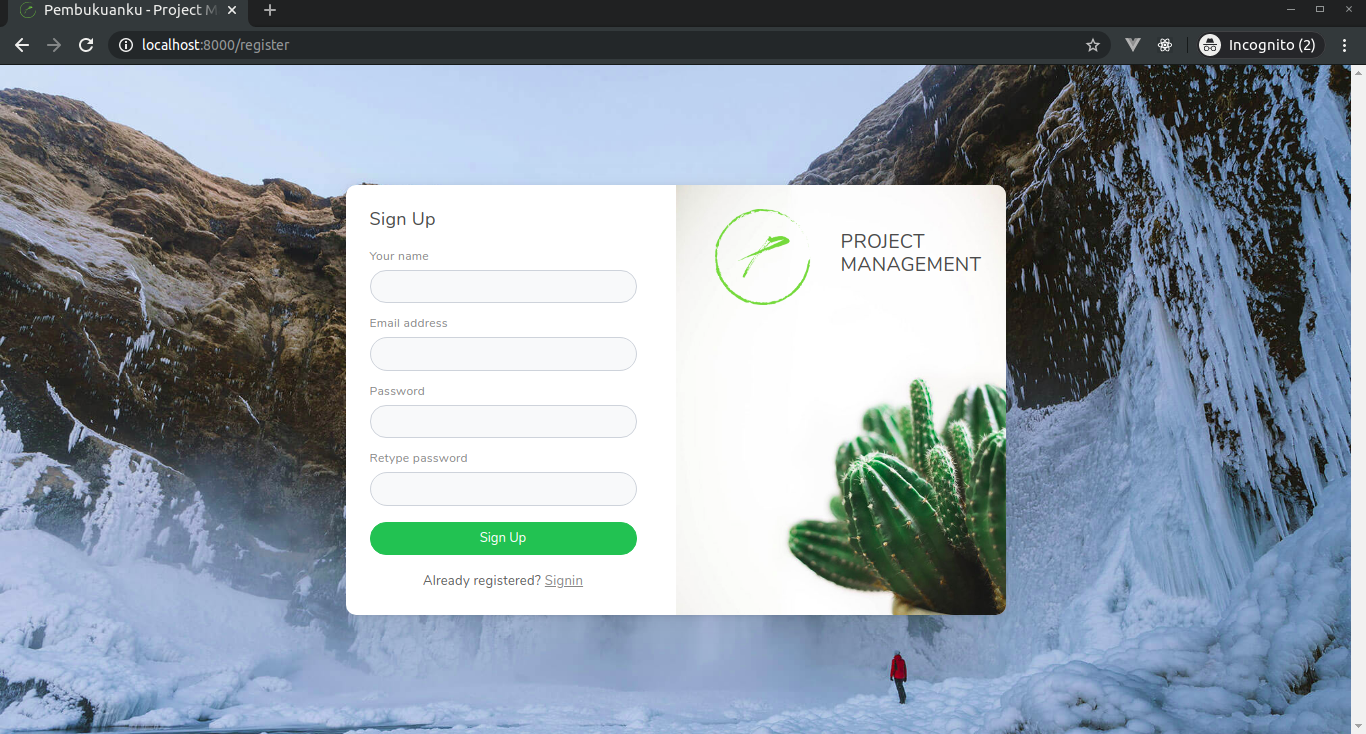 Pembukuanku - Project M
localhost:8000/register
Incognito (2)
Sign Up
Your name
Email address
Password
Retype password
Sign Up
Already registered? Signin
PROJECT
MANAGEMENT